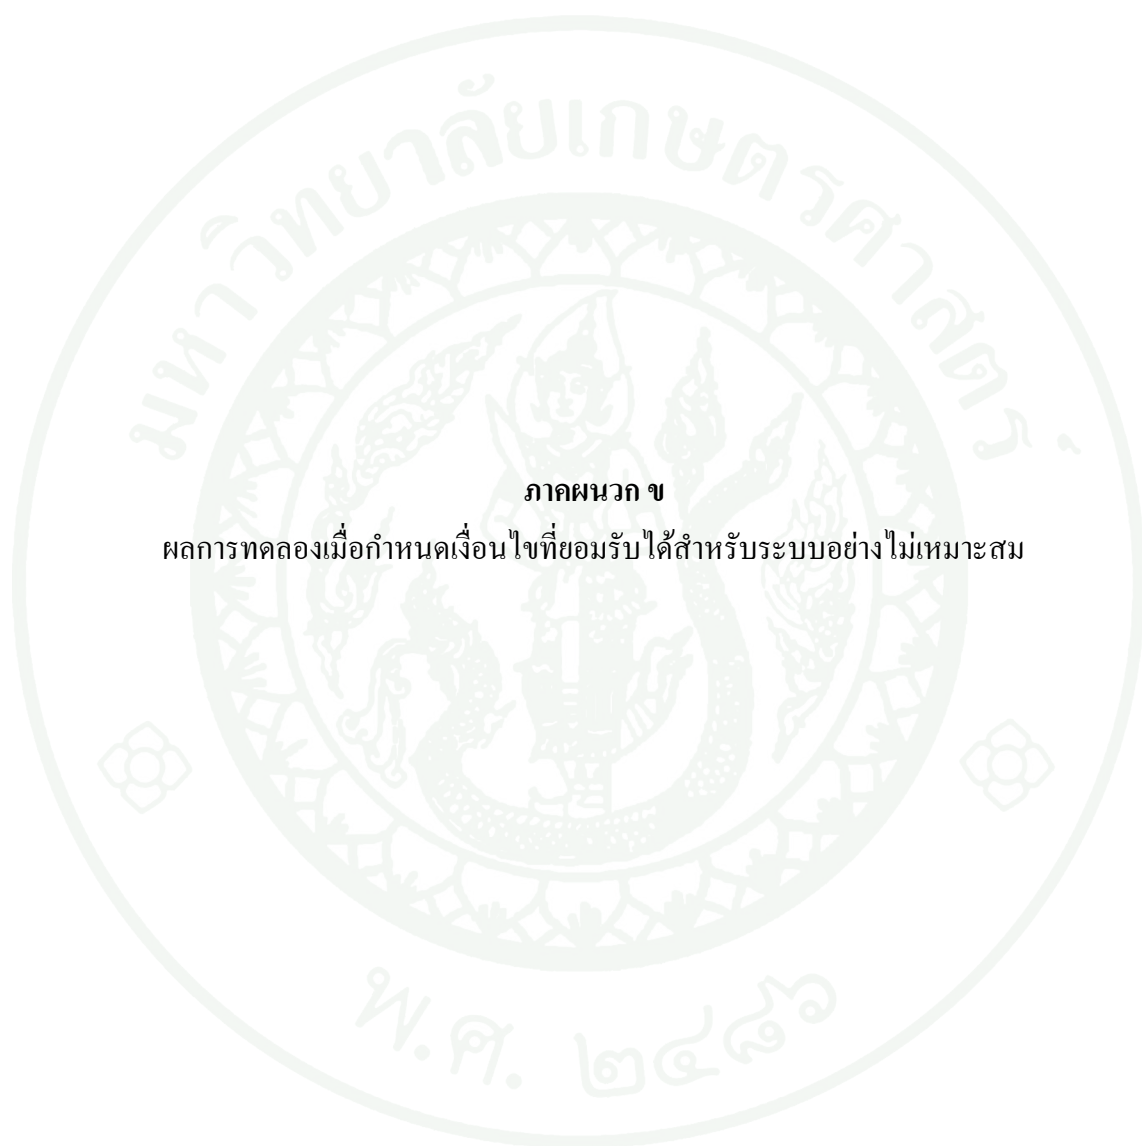 มหาวิทยาลัยเกษตรศาสตร์
ภาคผนวก ข
ผลการทดลองเมื่อกำหนดเงื่อนไขที่ยอมรับได้สำหรับระบบอย่างไม่เหมาะสม
พ.ศ. ๒๔๘๖